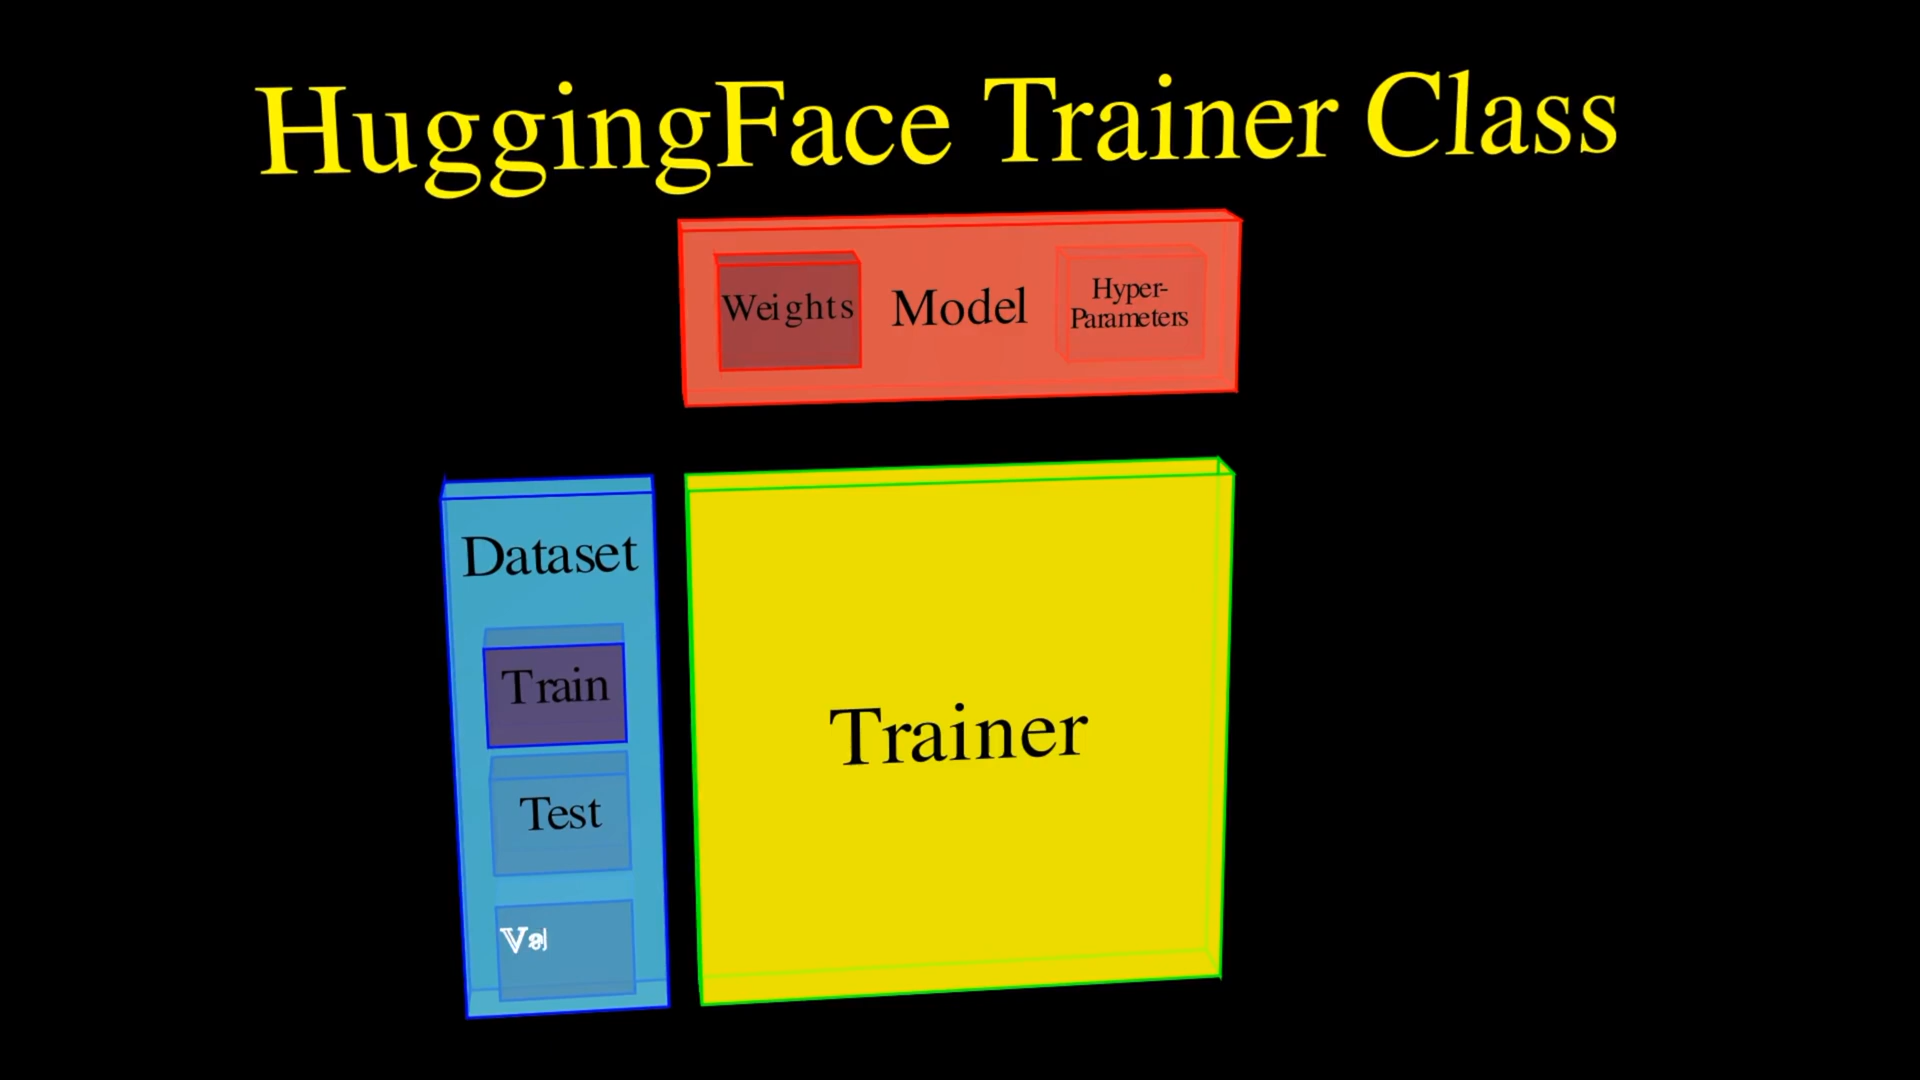 HuggingFace Trainer Class
Weights
Model
Hyper-
Parameters
Dataset
Train
Test
Trainer